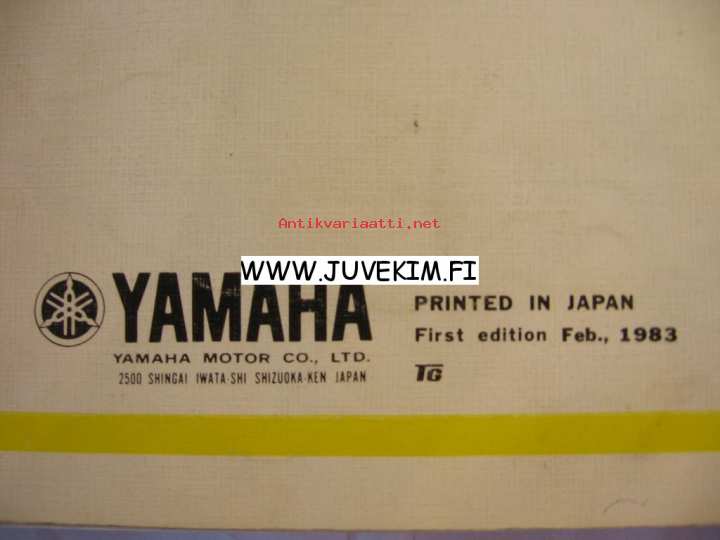 Antikvariaatti.net
WWW.JUVEKIM.FI
YAMAHA
YAMAHA MOTOR CO., LTD.
2500 SHINGAI IWATA-SHI SHIZUOKA-KEN JAPAN
PRINTED IN JAPAN
First edition Feb., 1983
TG